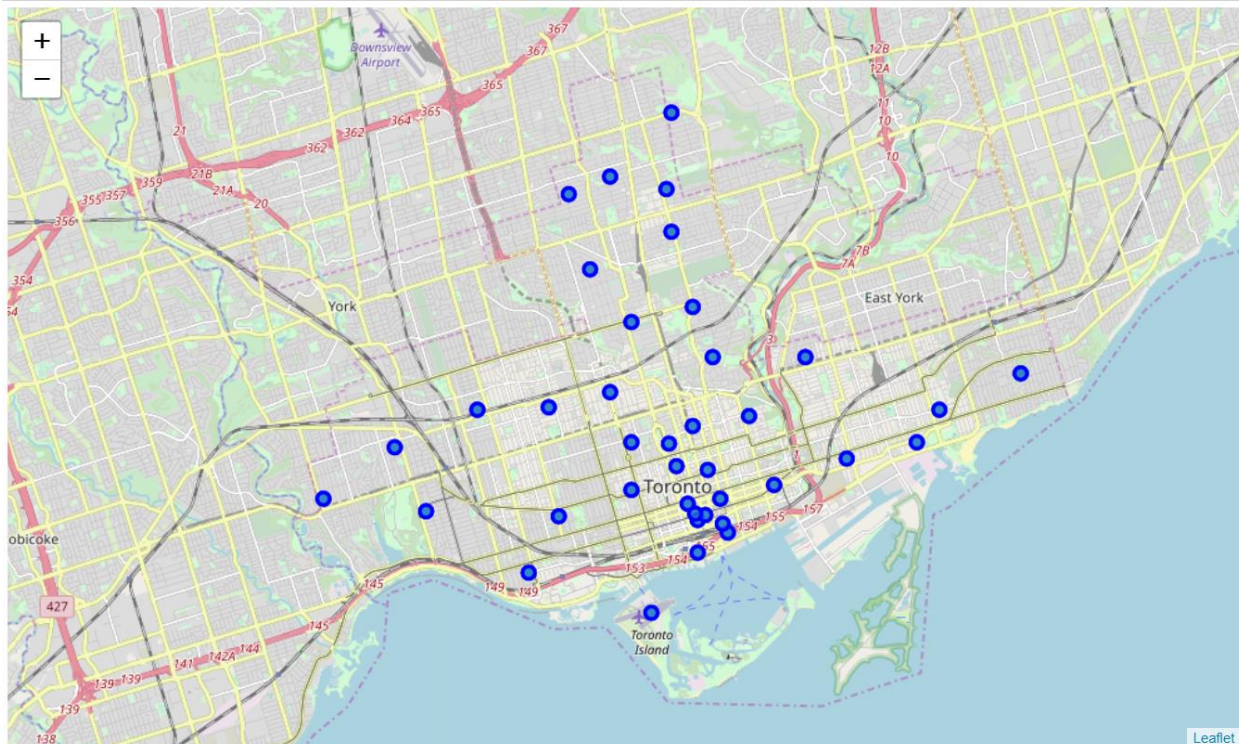 +
−
Downsview
Airport
367
367
365
365
364
362
362
21
21B
21A
20
359
357
355
356
354
54
12B
12A
11
10
10
7B
7A
York
East York
3
1
Toronto
obicoke
427
157
155
154
155
154
153
149
149
145
145
144
142A
141
139
139
139
138
Toronto
Island
Leaflet